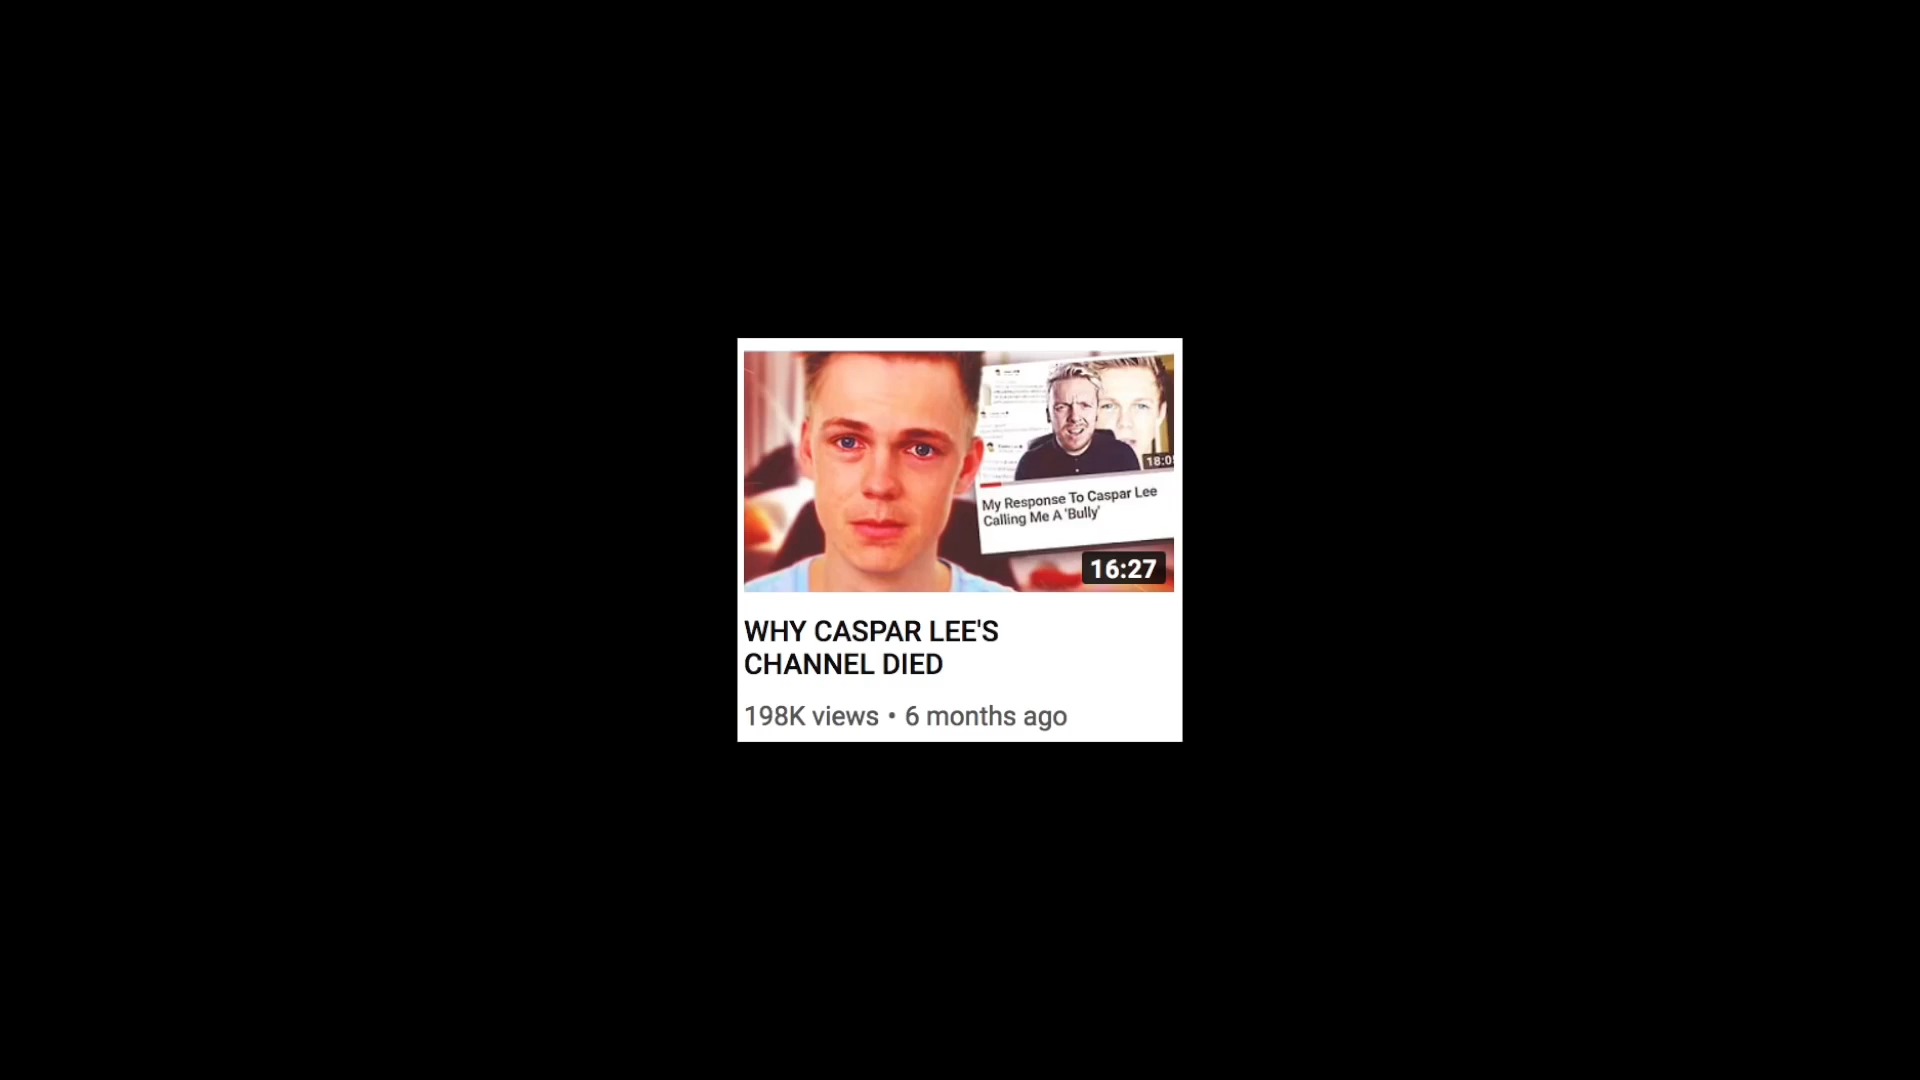 18:0
My Response To Caspar Lee
Calling Me A 'Bully'
16:27
WHY CASPAR LEE'S
CHANNEL DIED
198K views • 6 months ago